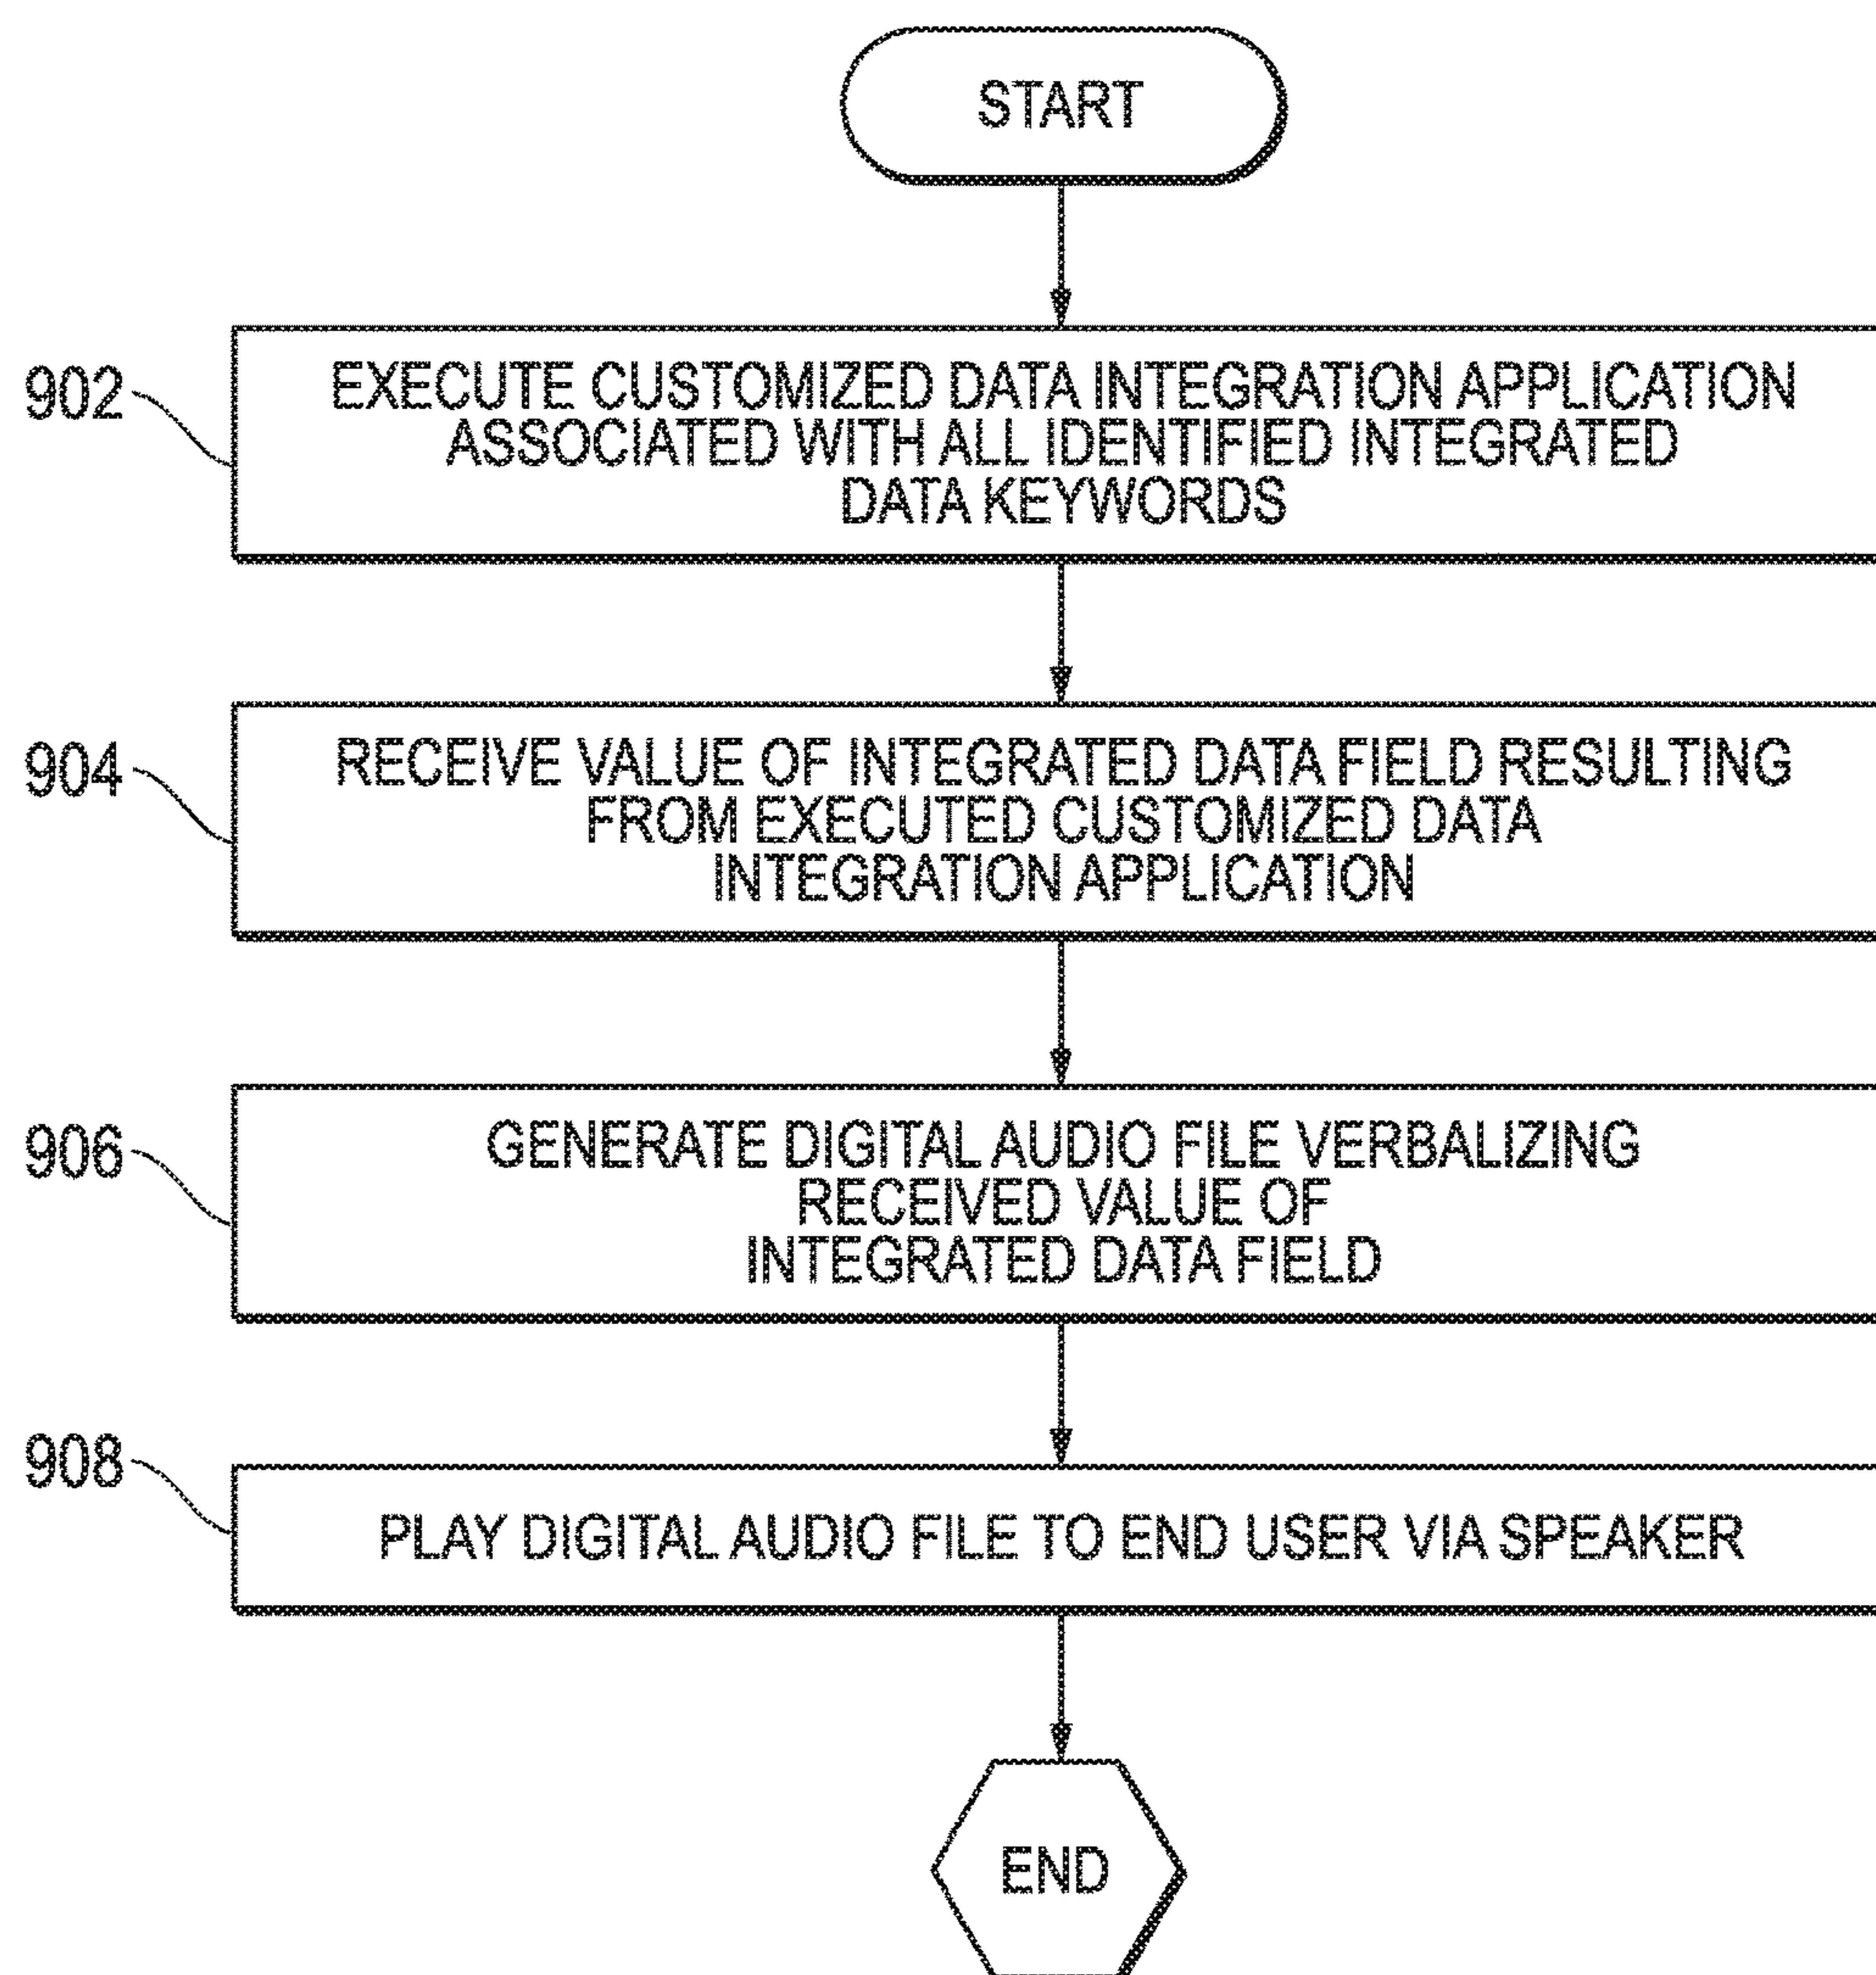 START
902
EXECUTE CUSTOMIZED DATA INTEGRATION APPLICATION
ASSOCIATED WITH ALL IDENTIFIED INTEGRATED
DATA KEYWORDS
904
RECEIVE VALUE OF INTEGRATED DATA FIELD RESULTING
FROM EXECUTED CUSTOMIZED DATA
INTEGRATION APPLICATION
906
GENERATE DIGITAL AUDIO FILE VERBALIZING
RECEIVED VALUE OF
INTEGRATED DATA FIELD
908
PLAY DIGITAL AUDIO FILE TO END USER VIA SPEAKER
END